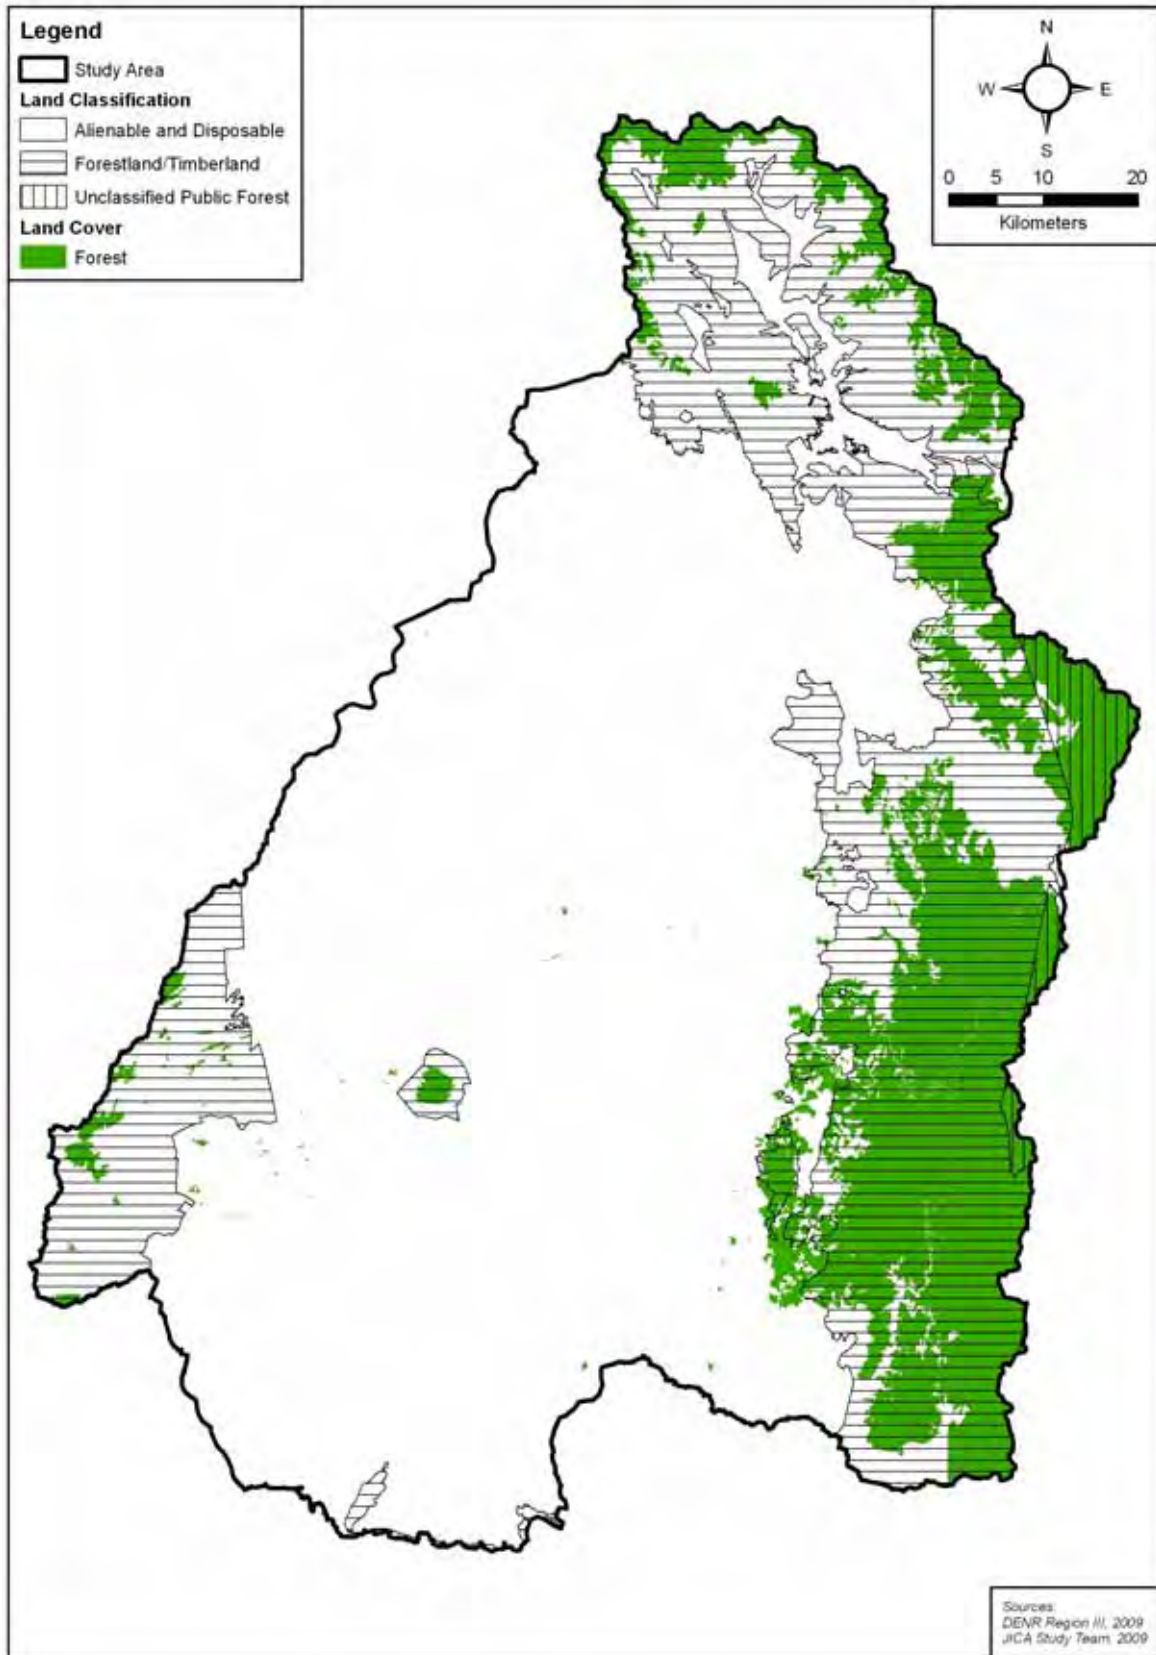 Legend
Study Area
Land Classification
Alienable and Disposable
Forestland/Timberland
Unclassified Public Forest
Land Cover
Forest
N
W E
S
0 5 10 20
Kilometers
Sources:
DENR Region III, 2009
JICA Study Team, 2009